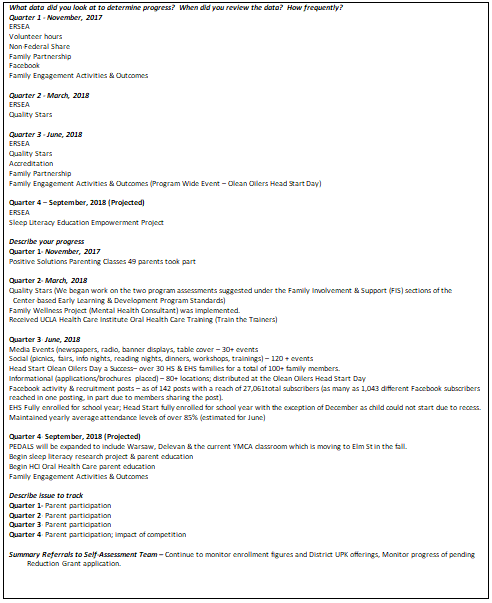 What data did you look at to determine progress?  When did you review the data?  How frequently?
Quarter 1 - November, 2017
ERSEA
Volunteer hours
Non Federal Share
Family Partnership
Facebook
Family Engagement Activities & Outcomes
Quarter 2 - March, 2018
ERSEA
Quality Stars
Quarter 3 - June, 2018
ERSEA
Quality Stars
Accreditation
Family Partnership
Family Engagement Activities & Outcomes (Program Wide Event – Olean Oilers Head Start Day)
Quarter 4 – September, 2018 (Projected)
ERSEA
Sleep Literacy Education Empowerment Project
Describe your progress
Quarter 1- November, 2017
Positive Solutions Parenting Classes 49 parents took part
Quarter 2- March, 2018
Quality Stars (We began work on the two program assessments suggested under the Family Involvement & Support (FIS) sections of the
Center based Early Learning & Development Program Standards)
Family Wellness Project (Mental Health Consultant) was implemented.
Received UCLA Health Care Institute Oral Health Care Training (Train the Trainers)
Quarter 3 June, 2018
Media Events (newspapers, radio, banner displays, table cover – 30+ events
Social (picnics, fairs, info nights, reading nights, dinners, workshops, trainings) – 120 + events
Head Start Olean Oilers Day a Success– over 30 HS & EHS families for a total of 100+ family members.
Informational (applications/brochures  placed) – 80+ locations; distributed at the Olean Oilers Head Start Day
Facebook activity & recruitment posts – as of 142 posts with a reach of 27,061total subscribers (as many as 1,043 different Facebook subscribers
reached in one posting, in part due to members sharing the post).
EHS Fully enrolled for school year; Head Start fully enrolled for school year with the exception of December as child could not start due to recess.
Maintained yearly average attendance levels of over 85% (estimated for June)
Quarter 4 September, 2018 (Projected)
PEDALS will be expanded to include Warsaw, Delevan & the current YMCA classroom which is moving to Elm St in the fall.
Begin sleep literacy research project & parent education
Begin HCI Oral Health Care parent education
Family Engagement Activities & Outcomes
Describe issue to track
Quarter 1- Parent participation
Quarter 2 Parent participation
Quarter 3 Parent participation
Quarter 4 Parent participation; impact of competition
Summary Referrals to Self-Assessment Team – Continue to monitor enrollment figures and District UPK offerings, Monitor progress of pending
Reduction Grant application.